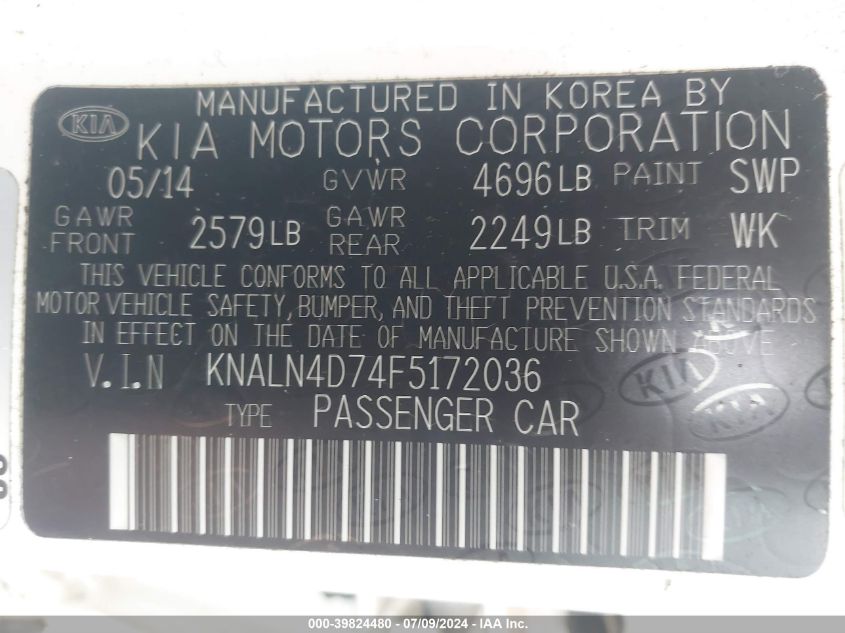 MANUFACTURED IN KOREA BY
KIA
KIA MOTORS CORPORATION
05/14 GVWR 4696LB PAINT SWP
GAWR FRONT 2579LB GAWR REAR 2249LB TRIM WK
THIS VEHICLE CONFORMS TO ALL APPLICABLE U.S.A. FEDERAL
MOTOR VEHICLE SAFETY, BUMPER, AND THEFT PREVENTION STANDARDS
IN EFFECT ON THE DATE OF MANUFACTURE SHOWN ABOVE
V.I.N KNALN4D74F5172036
KIA
KIA
TYPE PASSENGER CAR
000-39824480 - 07/09/2024 - IAA Inc.